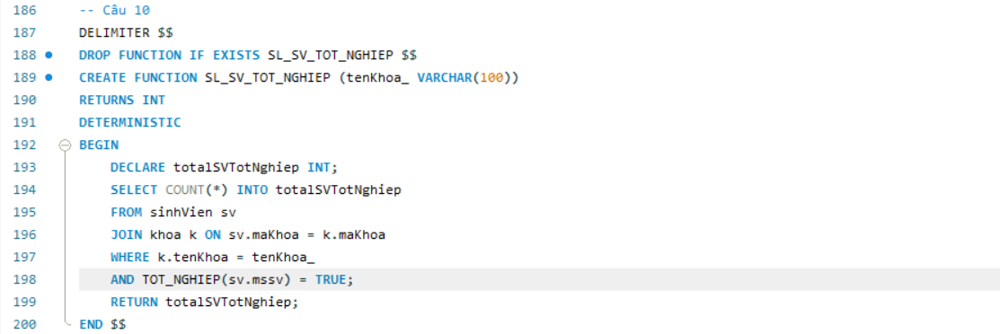 186 -- Câu 10
187 DELIMITER $$
188 DROP FUNCTION IF EXISTS SL_SV_TOT_NGHIEP $$
189 CREATE FUNCTION SL_SV_TOT_NGHIEP (tenKhoa_ VARCHAR(100))
190 RETURNS INT
191 DETERMINISTIC
192 BEGIN
193 DECLARE totalSVTotNghiep INT;
194 SELECT COUNT(*) INTO totalSVTotNghiep
195 FROM sinhVien sv
196 JOIN khoa k ON sv.maKhoa = k.maKhoa
197 WHERE k.tenKhoa = tenKhoa_
198 AND TOT_NGHIEP(sv.mssv) = TRUE;
199 RETURN totalSVTotNghiep;
200 END $$